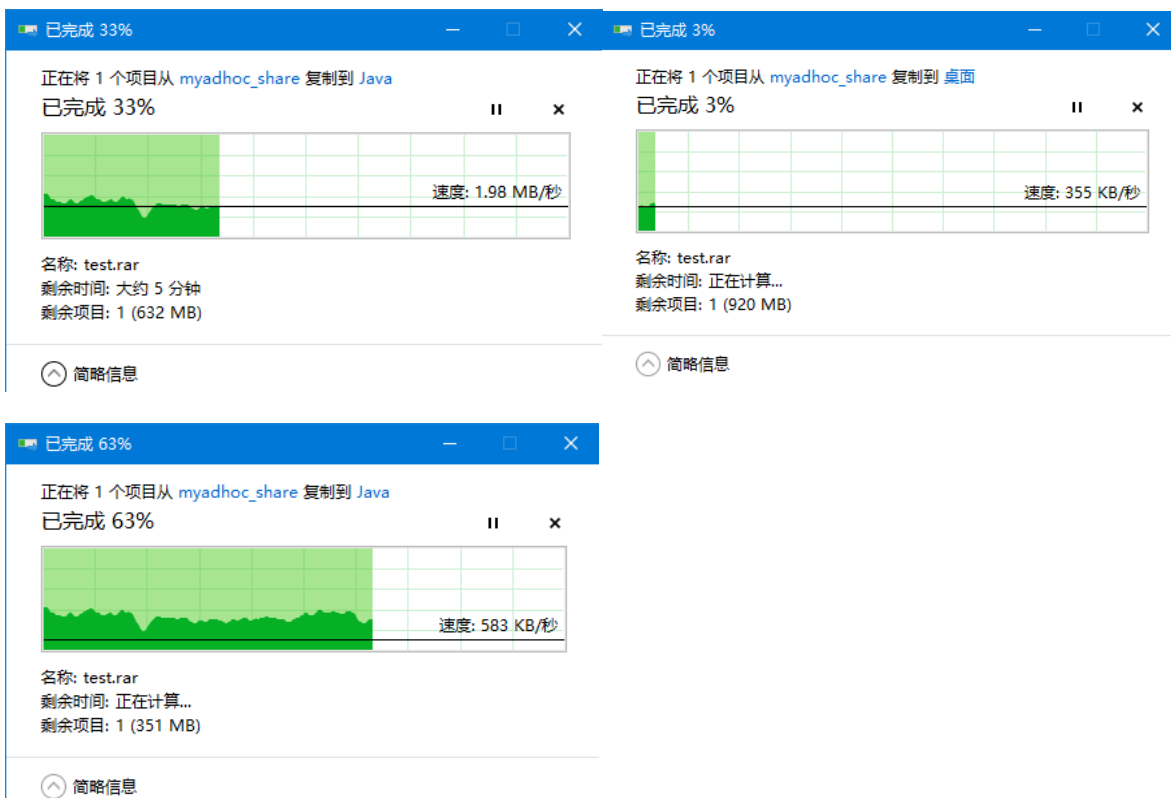 已完成 33%
正在将 1 个项目从 myadhoc_share 复制到 Java
已完成 33%
速度: 1.98 MB/秒
名称: test.rar
剩余时间: 大约 5 分钟
剩余项目: 1 (632 MB)
简略信息
已完成 3%
正在将 1 个项目从 myadhoc_share 复制到 桌面
已完成 3%
速度: 355 KB/秒
名称: test.rar
剩余时间: 正在计算...
剩余项目: 1 (920 MB)
简略信息
已完成 63%
正在将 1 个项目从 myadhoc_share 复制到 Java
已完成 63%
速度: 583 KB/秒
名称: test.rar
剩余时间: 正在计算...
剩余项目: 1 (351 MB)
简略信息